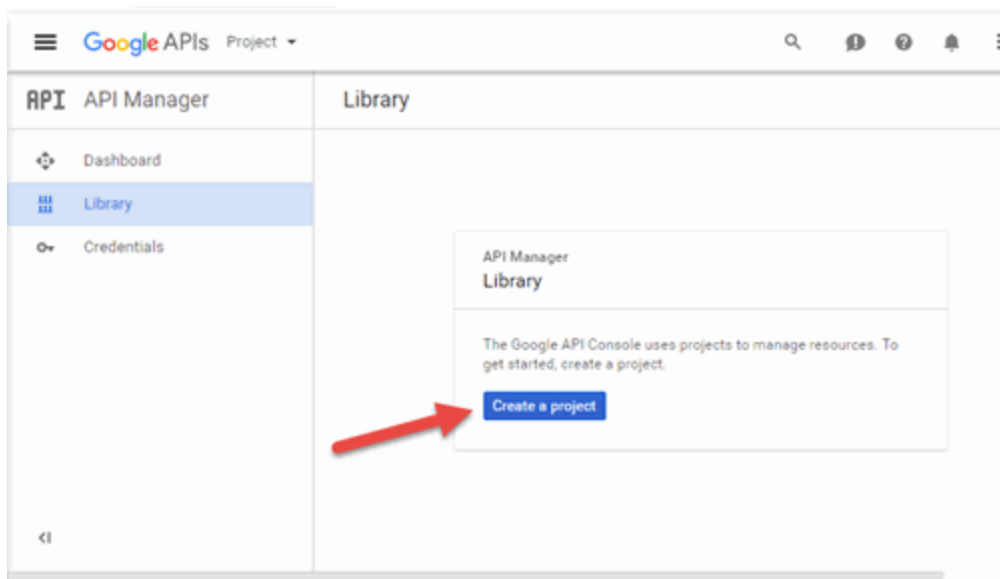 Google APIs Project
API API Manager
Library
Dashboard
Library
Credentials
API Manager
Library
The Google API Console uses projects to manage resources. To
get started, create a project.
Create a project